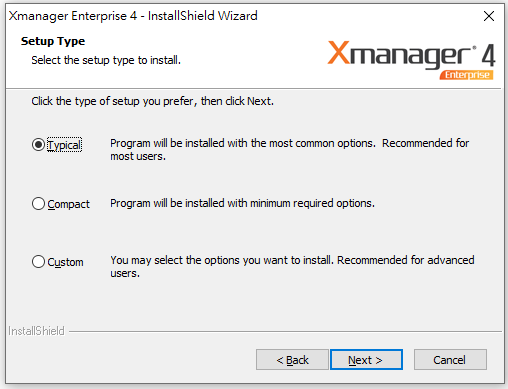 Xmanager Enterprise 4 - InstallShield Wizard
Setup Type
Select the setup type to install.
Xmanager® 4
Enterprise
Click the type of setup you prefer, then click Next.
Typical
Program will be installed with the most common options.  Recommended for
most users.
Compact
Program will be installed with minimum required options.
Custom
You may select the options you want to install. Recommended for advanced
users.
InstallShield
< Back
Next >
Cancel